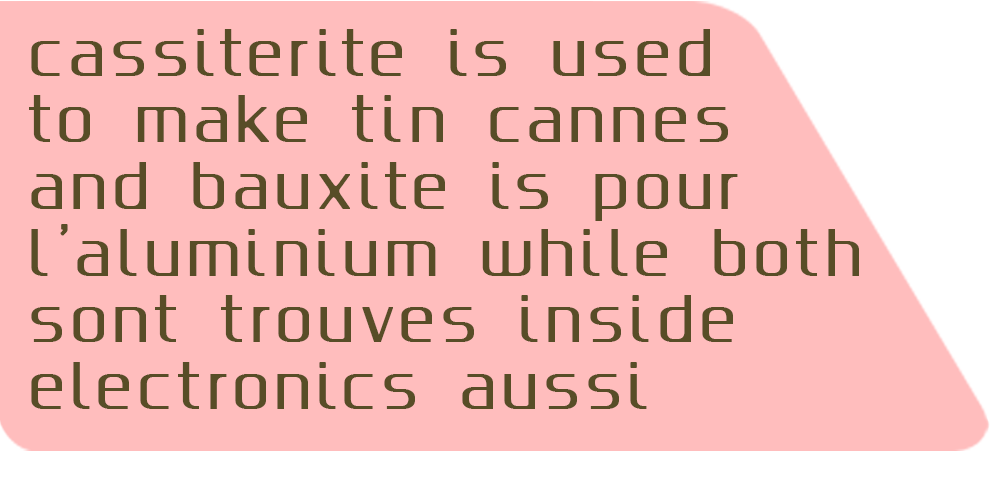 cassiterite is used
to make tin cannes
and bauxite is pour
l'aluminium while both
sont trouves inside
electronics aussi